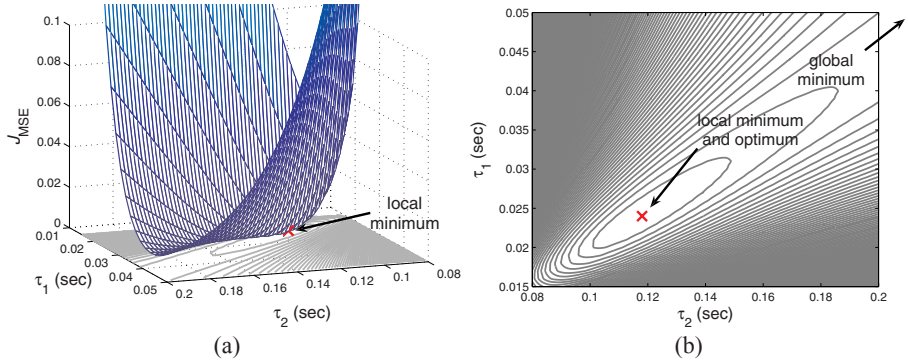 0.1
0.08
0.06
0.04
0.02
0
J_MSE
0.01
0.02
0.03
0.04
0.05
τ_1 (sec)
0.2
0.18
0.16
0.14
0.12
0.1
0.08
τ_2 (sec)
local
minimum
(a)
0.05
0.045
0.04
0.035
0.03
0.025
0.02
0.015
τ_1 (sec)
global
minimum
local minimum
and optimum
0.08
0.1
0.12
0.14
0.16
0.18
0.2
τ_2 (sec)
(b)